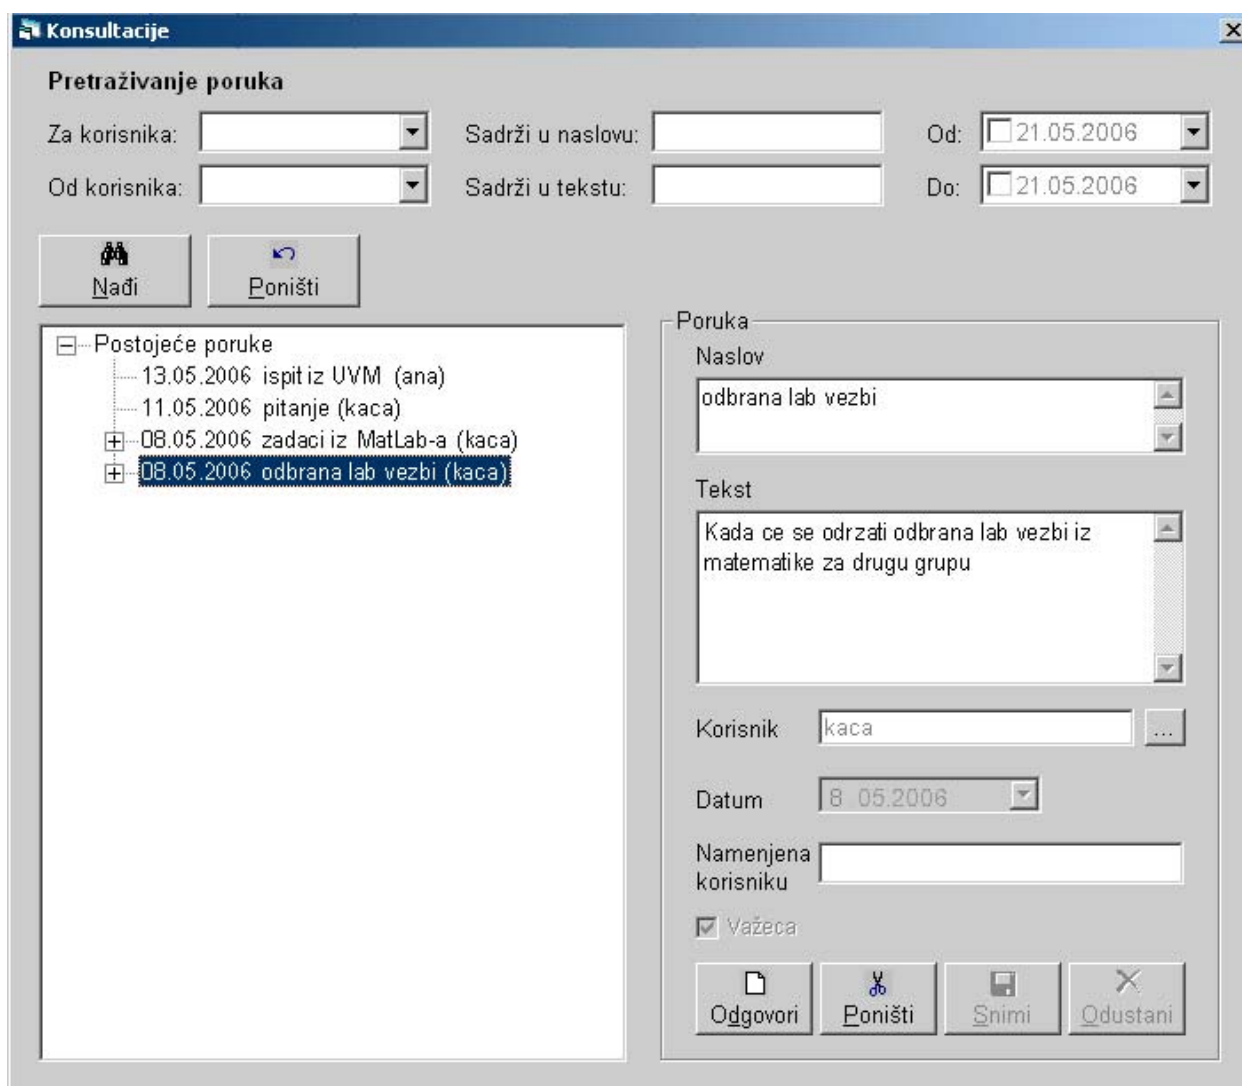 Konsultacije
Pretraživanje poruka
Za korisnika: Sadrži u naslovu: Od: 21.05.2006
Od korisnika: Sadrži u tekstu: Do: 21.05.2006
Nađi Poništi
Postojeće poruke
13.05.2006 ispit iz UVM (ana)
11.05.2006 pitanje (kaca)
08.05.2006 zadaci iz MatLab-a (kaca)
08.05.2006 odbrana lab vezbi (kaca)
Poruka
Naslov
odbrana lab vezbi
Tekst
Kada ce se odrzati odbrana lab vezbi iz
matematike za drugu grupu
Korisnik kaca ...
Datum 8 05.2006
Namenjena
korisniku
Važeca
Odgovori Poništi Snimi Odustani